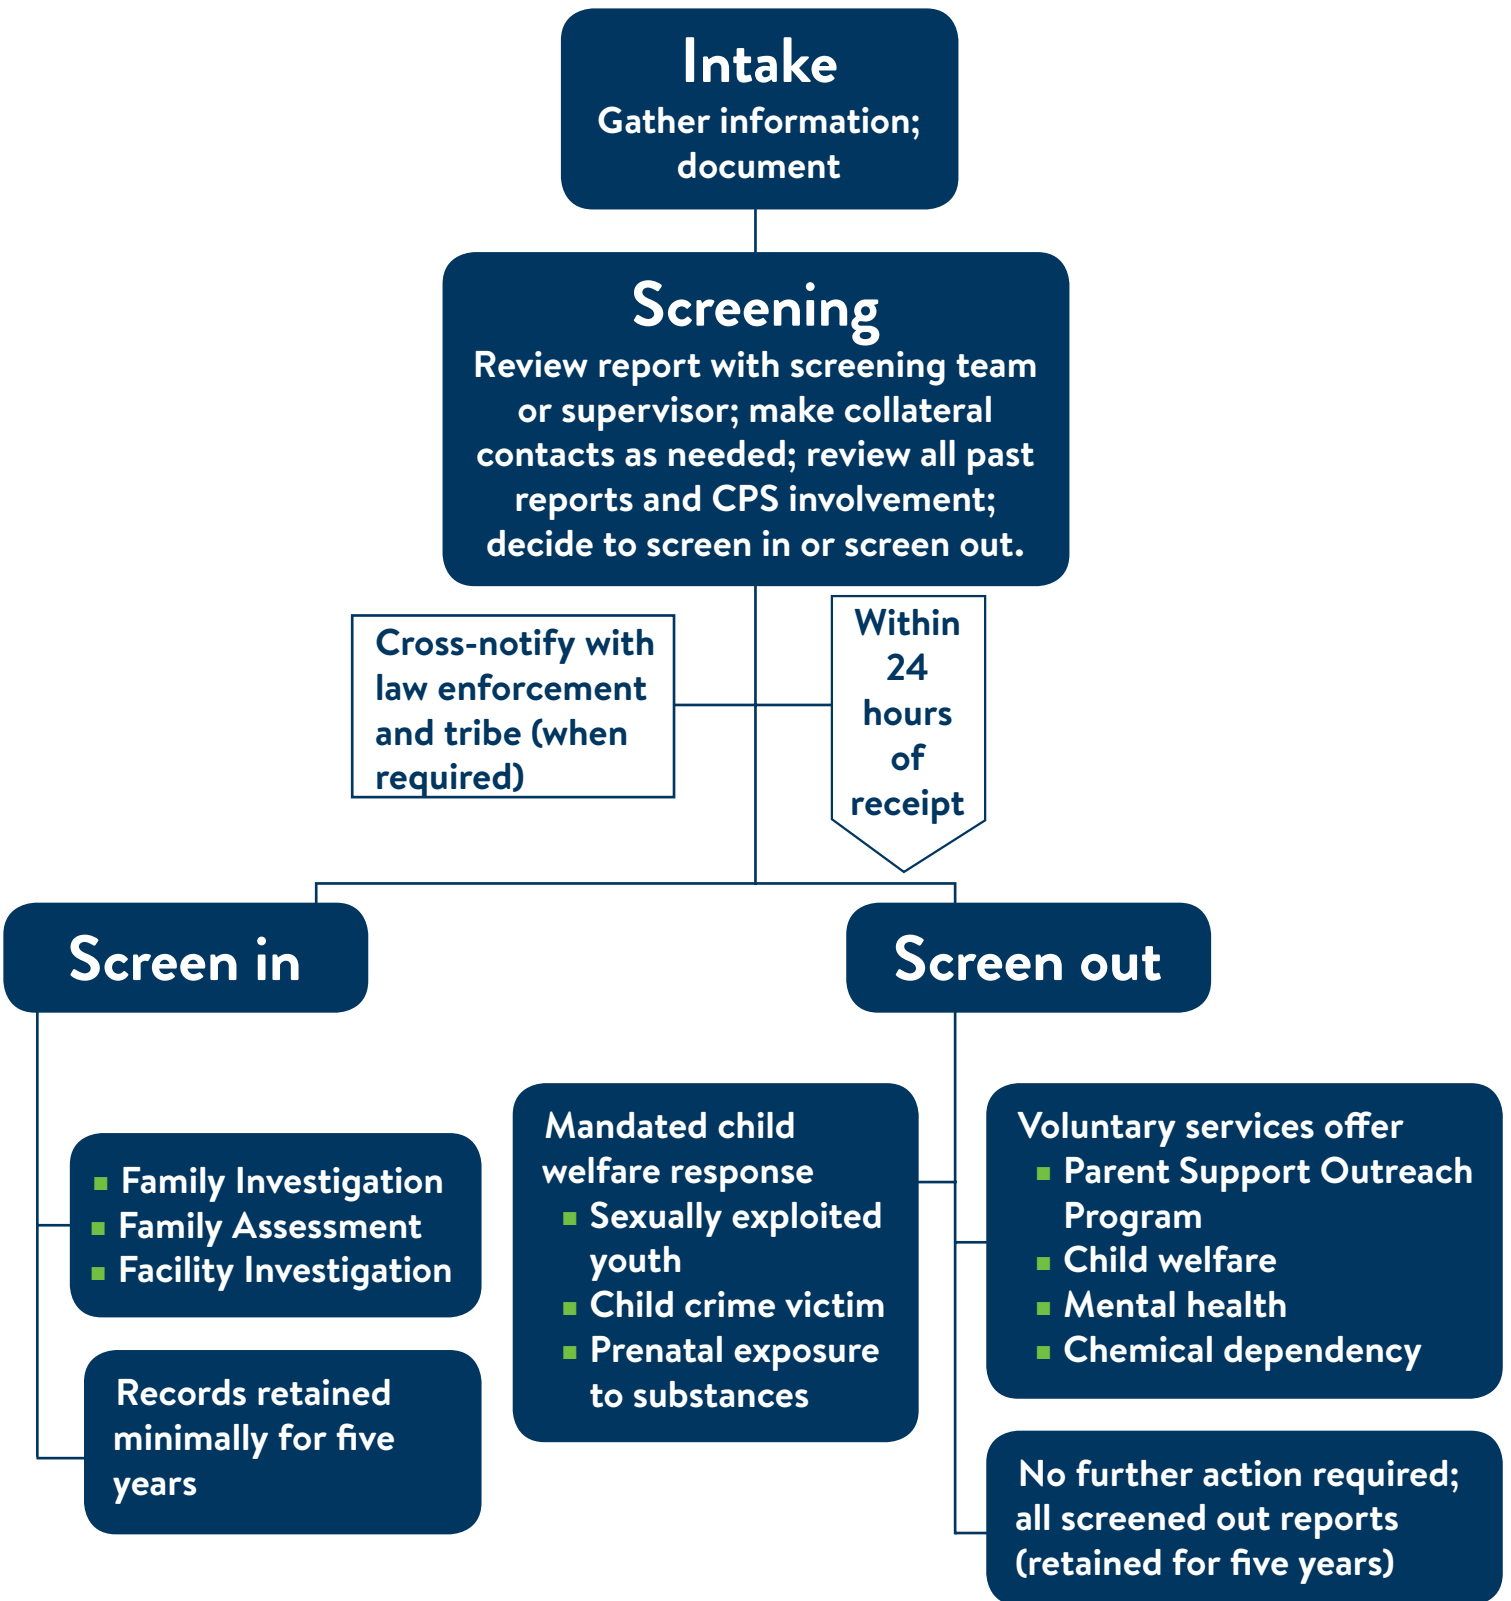 Intake
Gather information;
document
Screening
Review report with screening team
or supervisor; make collateral
contacts as needed; review all past
reports and CPS involvement;
decide to screen in or screen out.
Cross-notify with
law enforcement
and tribe (when
required)
Within
24
hours
of
receipt
Screen in
■ Family Investigation
■ Family Assessment
■ Facility Investigation
Records retained
minimally for five
years
Screen out
Mandated child
welfare response
■ Sexually exploited
youth
■ Child crime victim
■ Prenatal exposure
to substances
Voluntary services offer
■ Parent Support Outreach
Program
■ Child welfare
■ Mental health
■ Chemical dependency
No further action required;
all screened out reports
(retained for five years)